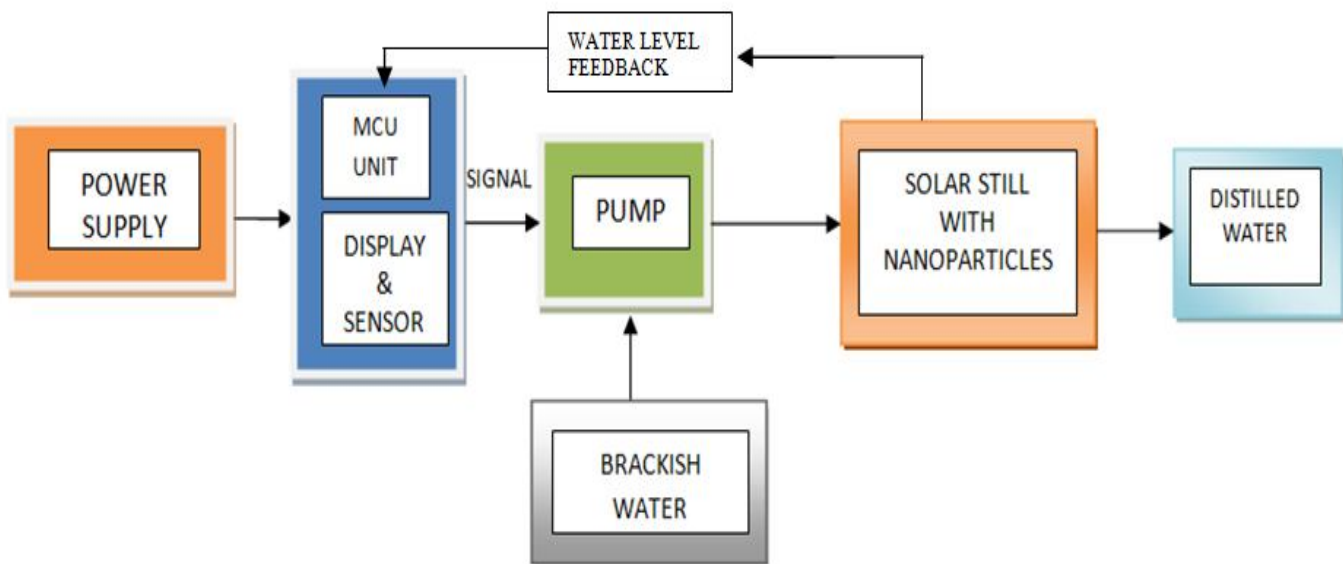 WATER LEVEL
FEEDBACK
POWER
SUPPLY
MCU
UNIT
DISPLAY
&
SENSOR
SIGNAL
PUMP
BRACKISH
WATER
SOLAR STILL
WITH
NANOPARTICLES
DISTILLED
WATER